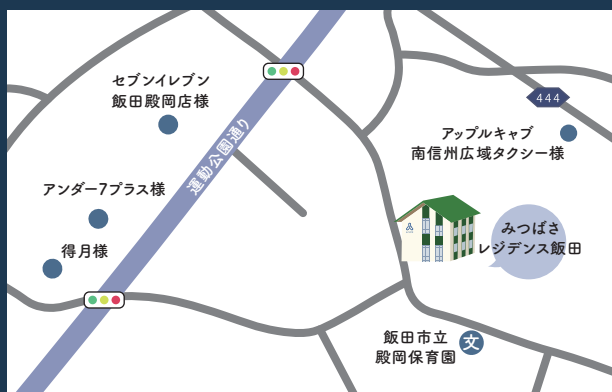 セブンイレブン
飯田殿岡店様
運動公園通り
444
アップルキャブ
南信州広域タクシー様
アンダー7プラス様
得月様
みつばさ
レジデンス飯田
飯田市立
殿岡保育園
文